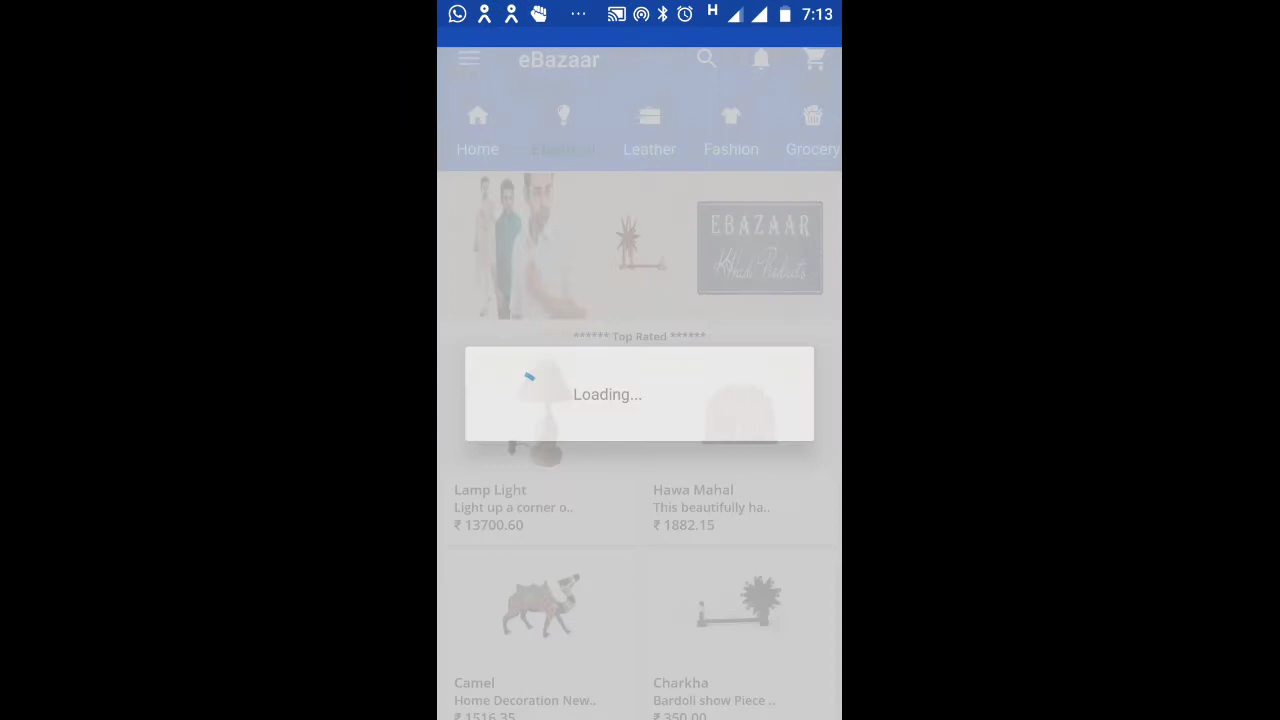 H 7:13
eBazaar
Home Electrical Leather Fashion Grocery
EBAZAAR
Khadi Products
****** Top Rated ******
Loading...
Lamp Light Hawa Mahal
Light up a corner o.. This beautifully ha..
₹ 13700.60 ₹ 1882.15
Camel Charkha
Home Decoration New.. Bardoli show Piece ..
₹ 1516.35 ₹ 350.00